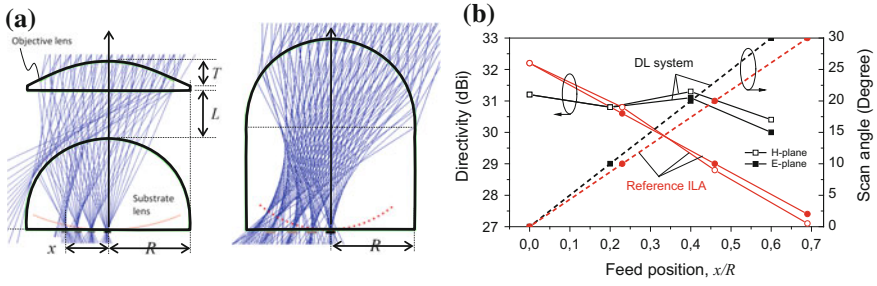 (a)
Objective lens
T
L
Substrate
lens
x
R
R
(b)
Directivity (dBi)
33
32
31
30
29
28
27
DL system
Reference ILA
H-plane
E-plane
30
25
20
15
10
5
0
Scan angle (Degree)
0,0 0,1 0,2 0,3 0,4 0,5 0,6 0,7
Feed position, x/R